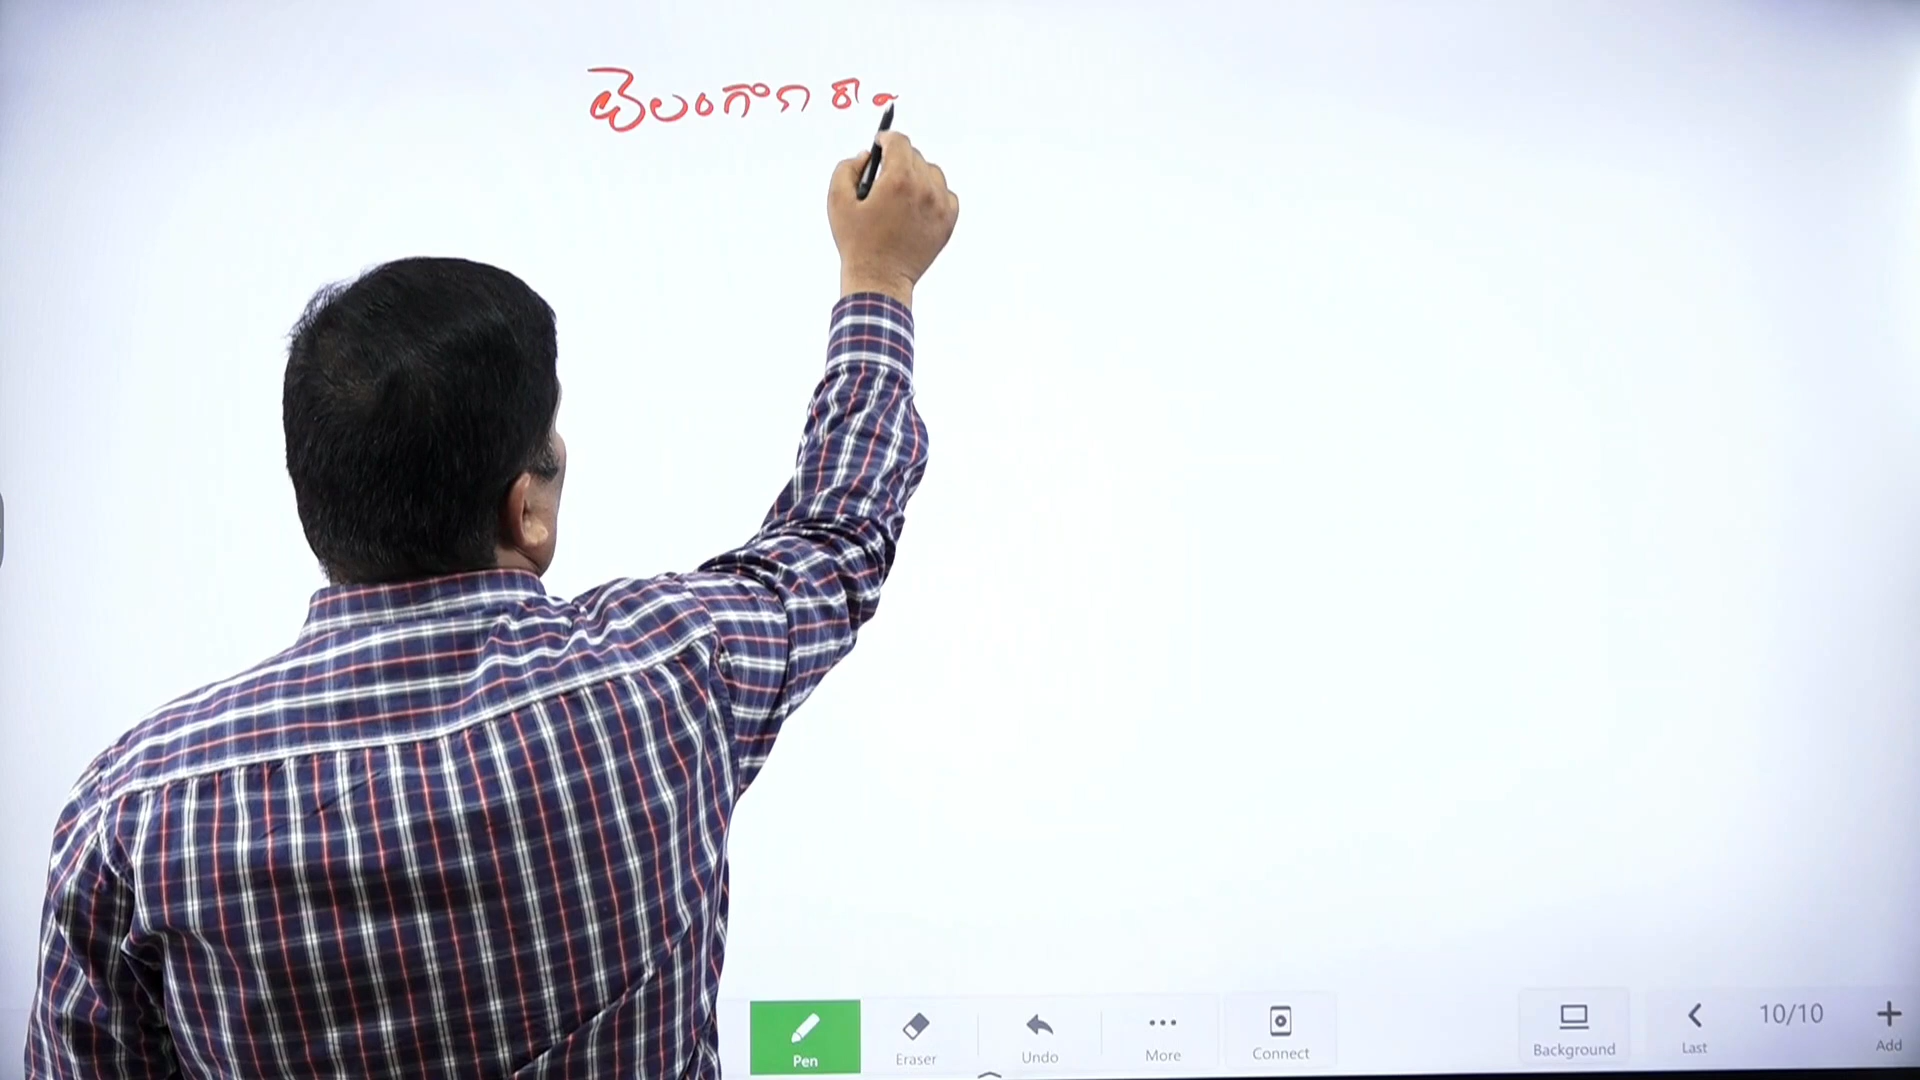 తెలంగాణ రా
Pen
Eraser
Undo
More
Connect
Background
Last
10/10
Add